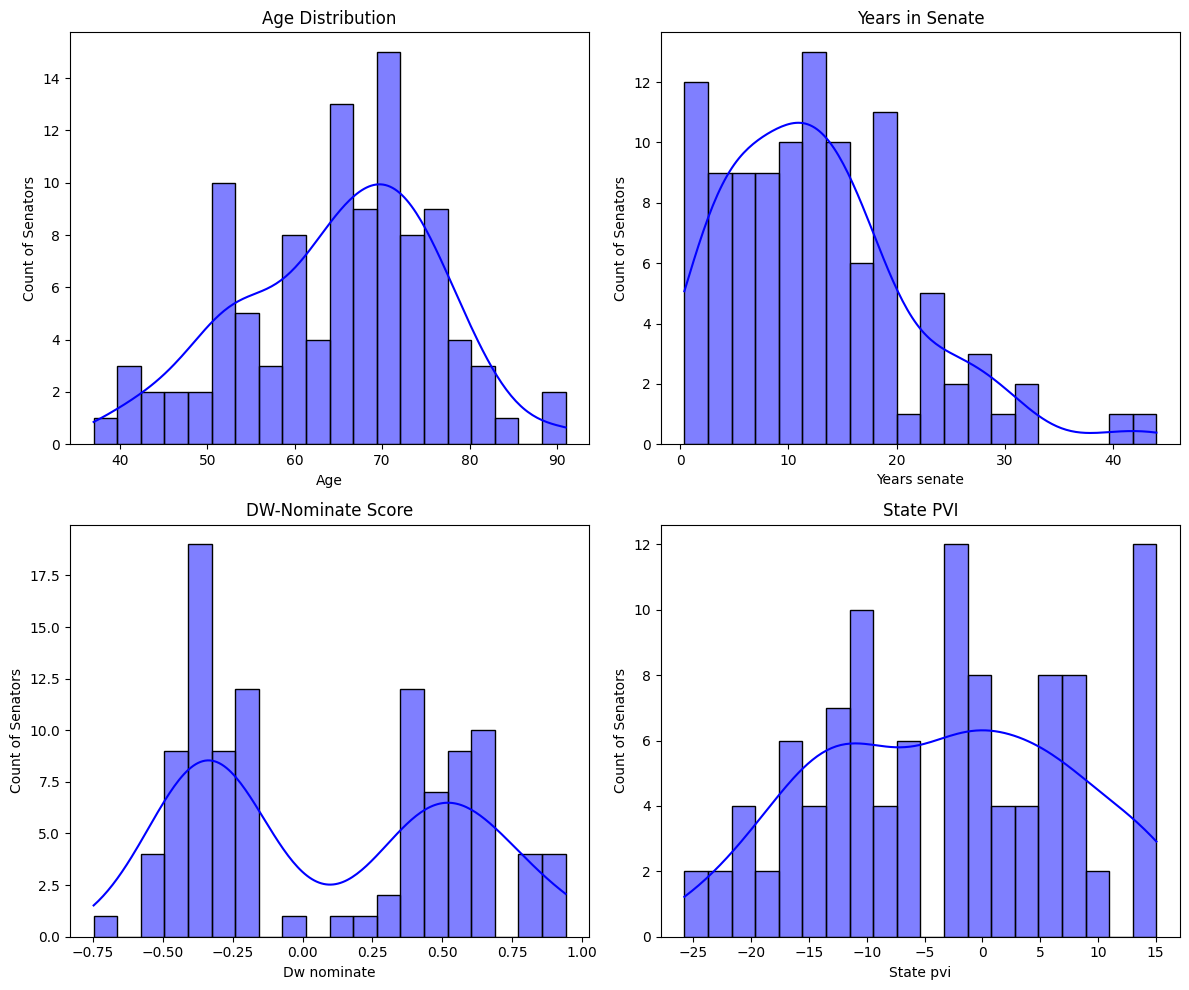 Age Distribution
Count of Senators
14
12
10
8
6
4
2
0
40 50 60 70 80 90
Age
Years in Senate
Count of Senators
12
10
8
6
4
2
0
0 10 20 30 40
Years senate
DW-Nominate Score
Count of Senators
17.5
15.0
12.5
10.0
7.5
5.0
2.5
0.0
−0.75 −0.50 −0.25 0.00 0.25 0.50 0.75 1.00
Dw nominate
State PVI
Count of Senators
12
10
8
6
4
2
0
−25 −20 −15 −10 −5 0 5 10 15
State pvi